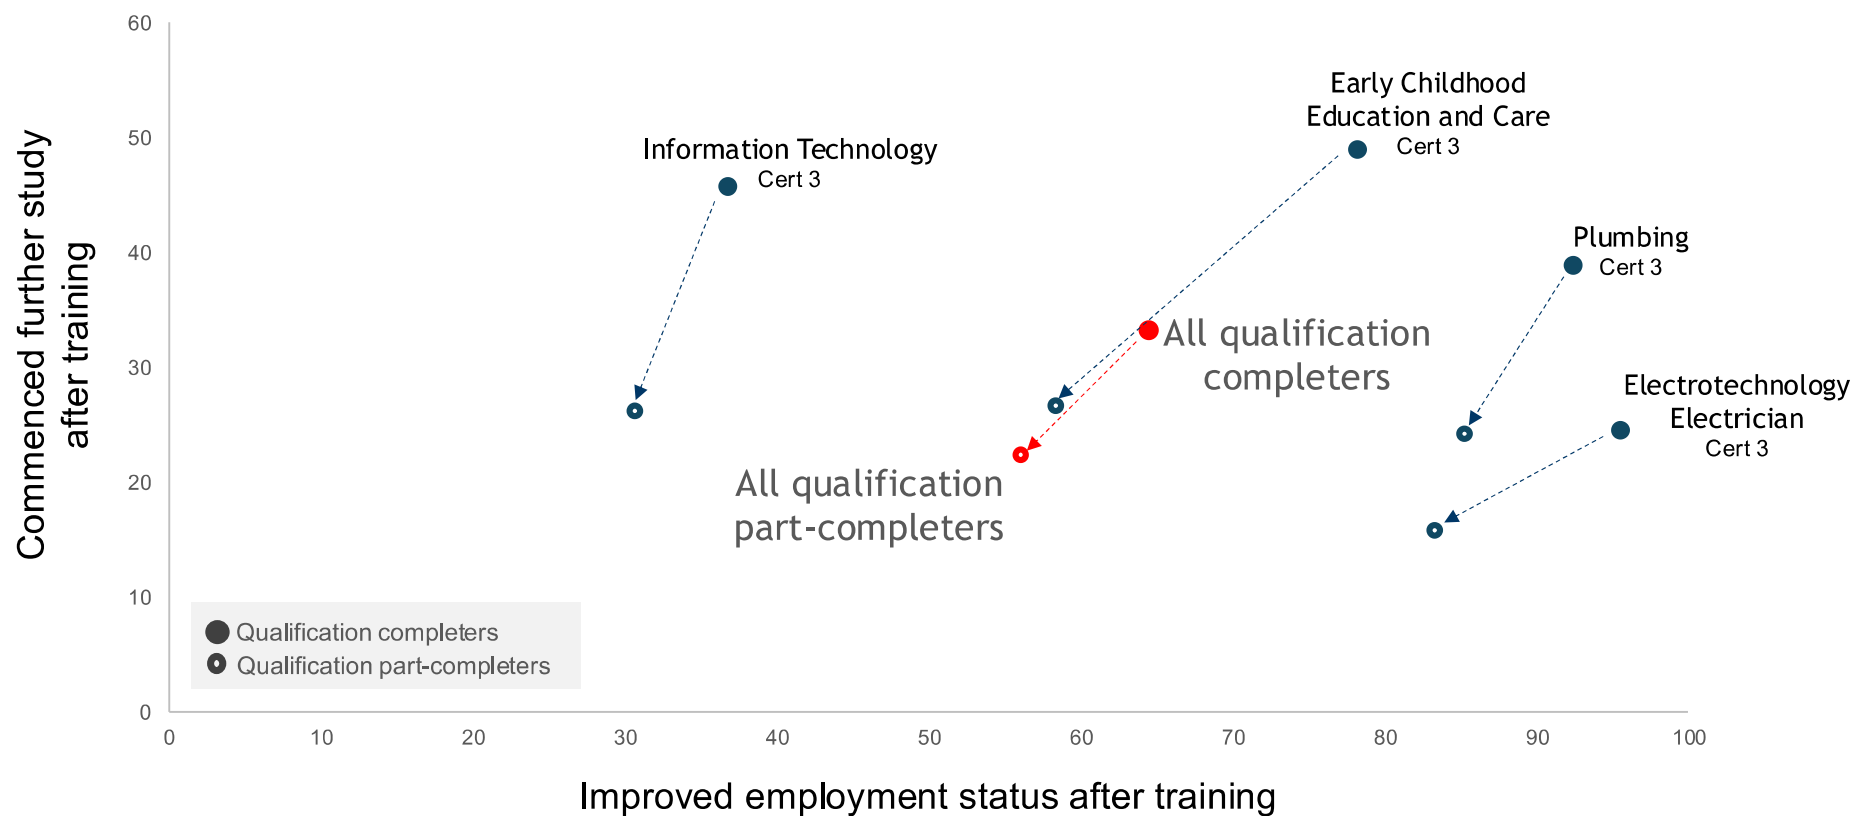 60
50
40
30
20
10
0
Commenced further study
after training
Information Technology
Cert 3
Early Childhood
Education and Care
Cert 3
Plumbing
Cert 3
All qualification
completers
Electrotechnology
Electrician
Cert 3
All qualification
part-completers
Qualification completers
Qualification part-completers
0 10 20 30 40 50 60 70 80 90 100
Improved employment status after training